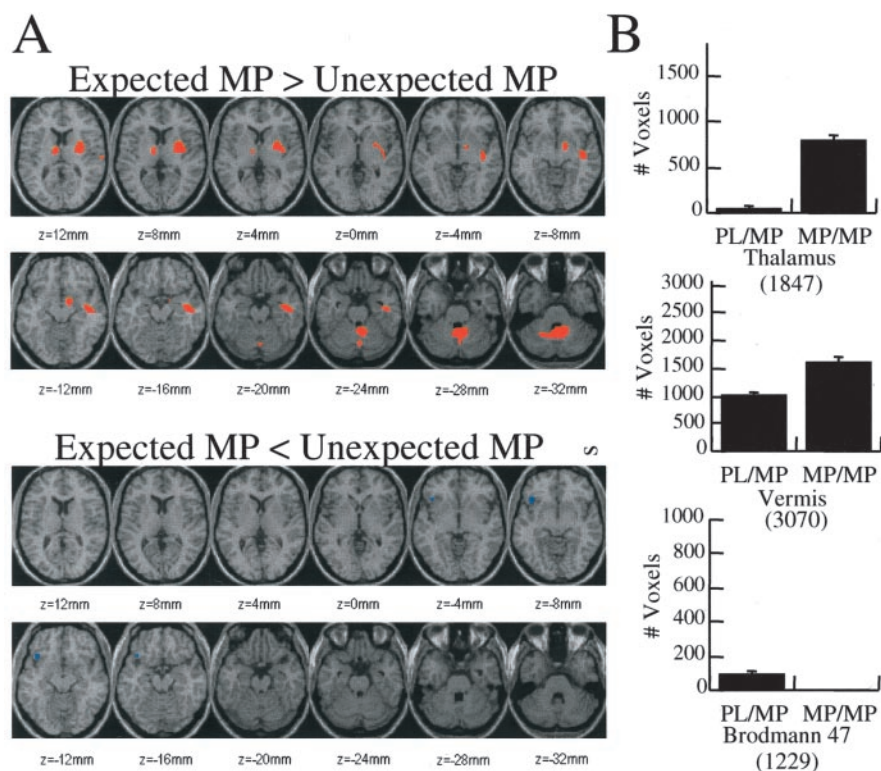 A
Expected MP > Unexpected MP
z=12mm z=8mm z=4mm z=0mm z=-4mm z=-8mm
z=-12mm z=-16mm z=-20mm z=-24mm z=-28mm z=-32mm
Expected MP < Unexpected MP s
z=12mm z=8mm z=4mm z=0mm z=-4mm z=-8mm
z=-12mm z=-16mm z=-20mm z=-24mm z=-28mm z=-32mm
B
# Voxels
1500
1000
500
0
PL/MP MP/MP
Thalamus
(1847)
# Voxels
3000
2500
2000
1500
1000
500
0
PL/MP MP/MP
Vermis
(3070)
# Voxels
1000
800
600
400
200
0
PL/MP MP/MP
Brodmann 47
(1229)